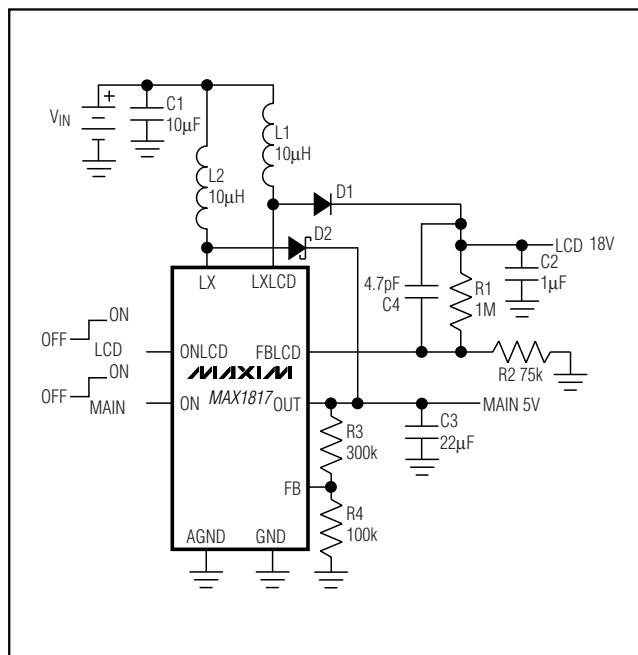 +
VIN
C1
10µF
L1
10µH
L2
10µH
D1
D2
LCD 18V
C2
1µF
4.7pF
C4
R1
1M
LX
LXLCD
ON
OFF
LCD
ONLCD
FBLCD
R2 75k
MAXIM
MAX1817
ON
OFF
MAIN
ON
OUT
MAIN 5V
C3
22µF
R3
300k
FB
R4
100k
AGND
GND